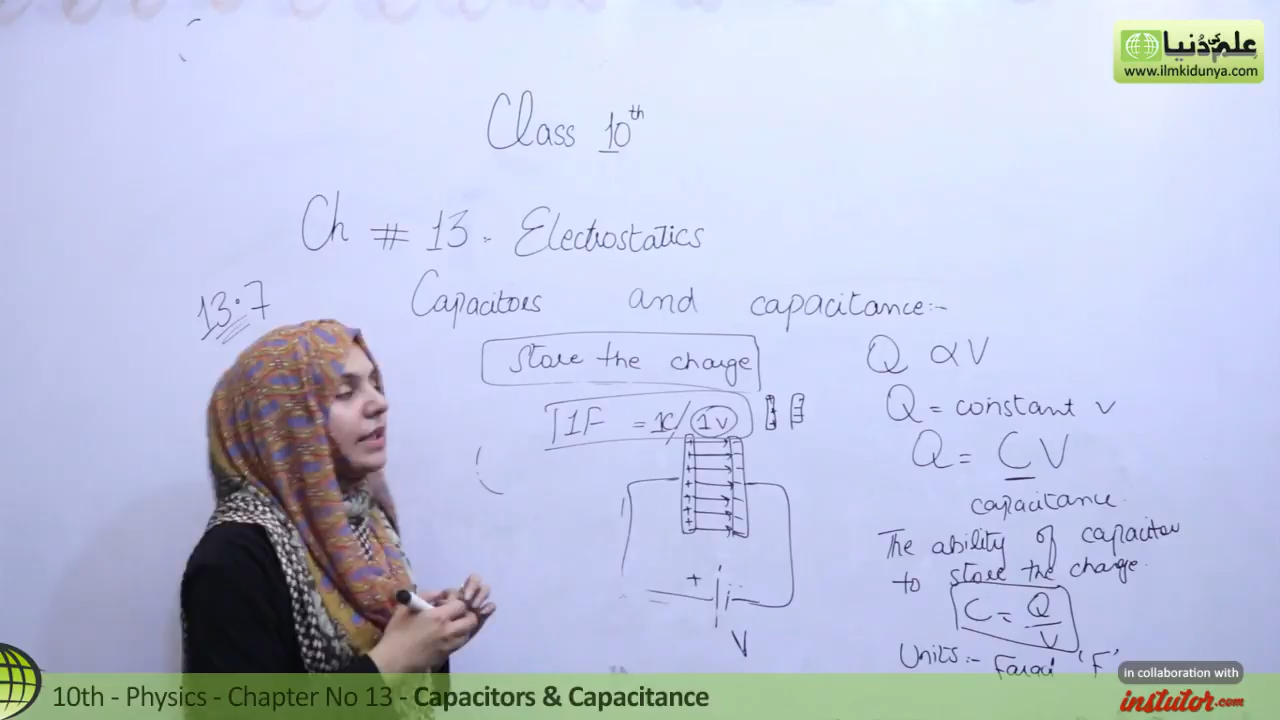 علم کی دنیا
www.ilmkidunya.com
Class 10th
Ch # 13. Electrostatics
13.7 Capacitors and capacitance:-
store the charge
Q α V
1F = 1c/1v
Q = constant v
Q = CV
capacitance.
The ability of capacitor
to store the charge.
C = Q/V
+
V
Units:- Farad 'F'
in collaboration with
instutor.com
10th - Physics - Chapter No 13 - Capacitors & Capacitance